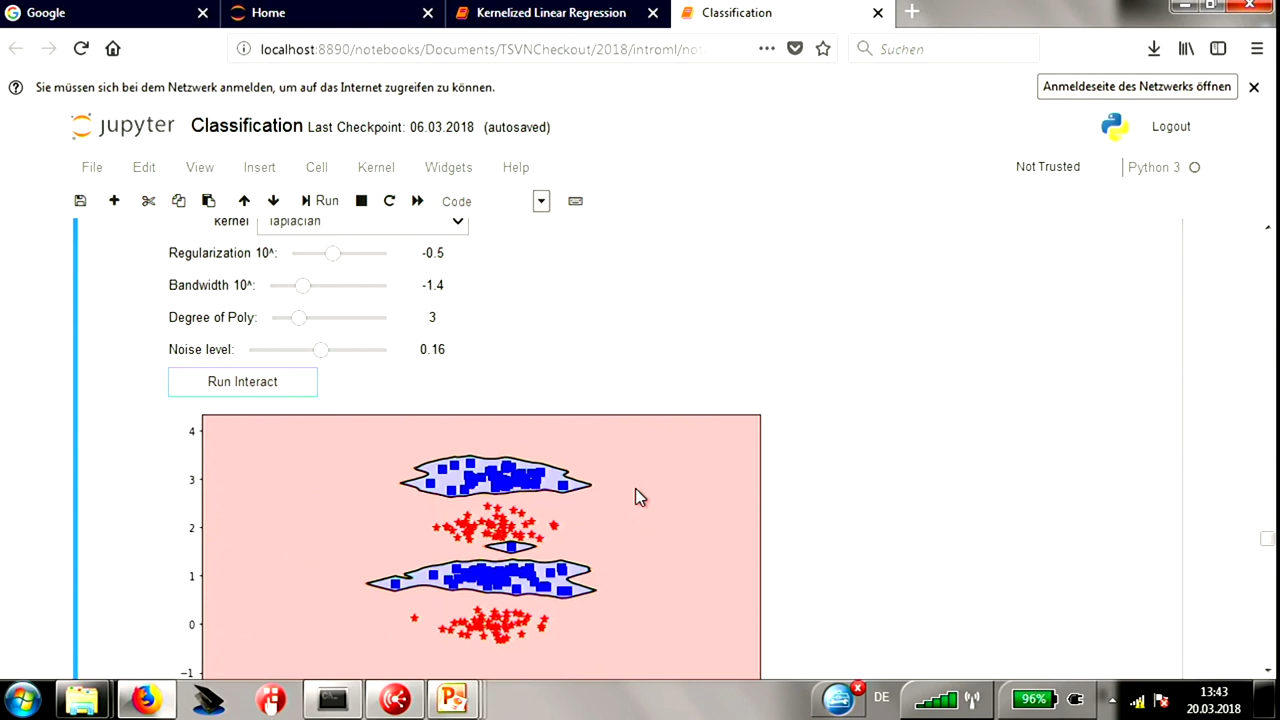 Google
Home
Kernelized Linear Regression
Classification
localhost:8890/notebooks/Documents/TSVNCheckout/2018/introml/no
Suchen
Sie müssen sich bei dem Netzwerk anmelden, um auf das Internet zugreifen zu können.
Anmeldeseite des Netzwerks öffnen
jupyter Classification Last Checkpoint: 06.03.2018 (autosaved)
Logout
File Edit View Insert Cell Kernel Widgets Help
Not Trusted
Python 3
Run
Code
kernel laplacian
Regularization 10^: -0.5
Bandwidth 10^: -1.4
Degree of Poly: 3
Noise level: 0.16
Run Interact
4
3
2
1
0
-1
DE
96%
13:43
20.03.2018